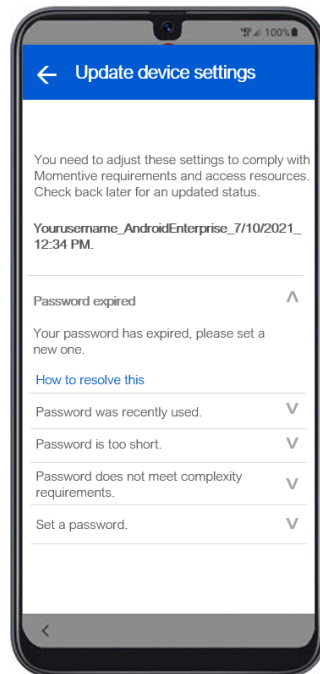 100%
Update device settings
You need to adjust these settings to comply with
Momentive requirements and access resources.
Check back later for an updated status.
Yourusername_AndroidEnterprise_7/10/2021_
12:34 PM.
Password expired
Your password has expired, please set a
new one.
How to resolve this
Password was recently used.
Password is too short.
Password does not meet complexity
requirements.
Set a password.